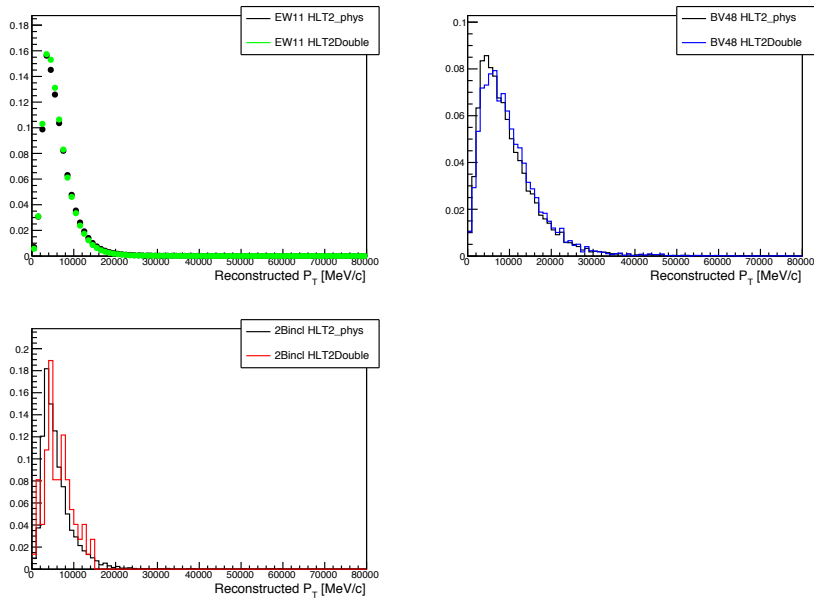 EW11 HLT2_phys
EW11 HLT2Double
0.18
0.16
0.14
0.12
0.1
0.08
0.06
0.04
0.02
0
0 10000 20000 30000 40000 50000 60000 70000 80000
Reconstructed P_T [MeV/c]
BV48 HLT2_phys
BV48 HLT2Double
0.1
0.08
0.06
0.04
0.02
0
0 10000 20000 30000 40000 50000 60000 70000 80000
Reconstructed P_T [MeV/c]
2Bincl HLT2_phys
2Bincl HLT2Double
0.2
0.18
0.16
0.14
0.12
0.1
0.08
0.06
0.04
0.02
0
0 10000 20000 30000 40000 50000 60000 70000 80000
Reconstructed P_T [MeV/c]